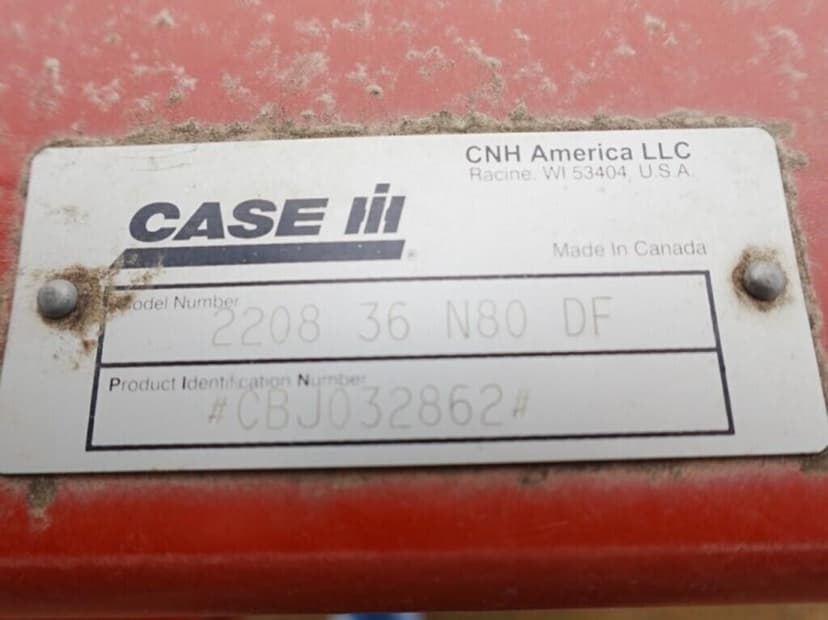 CNH America LLC
Racine, WI 53404, U.S.A.
CASE IH
Made In Canada
Model Number
2208 36 N80 DF
Product Identification Number
#CBJ032862#